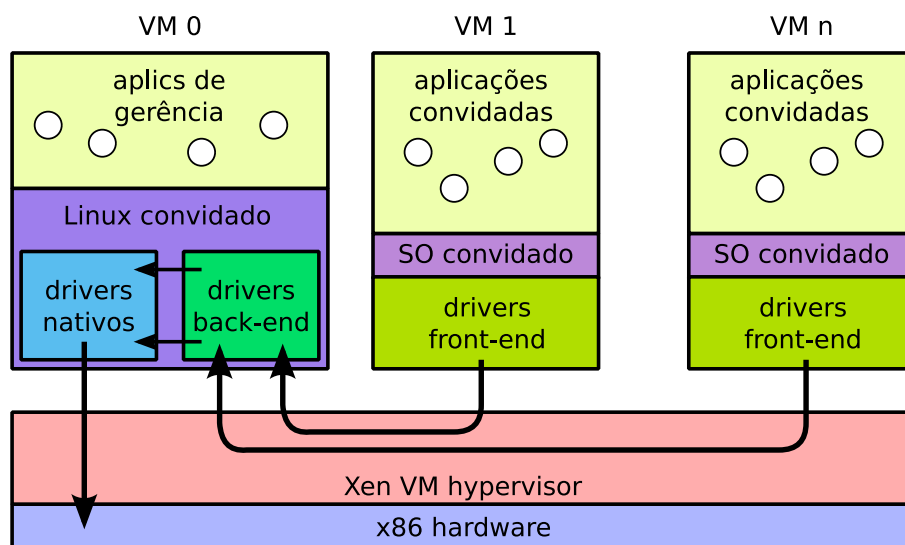 VM 0
VM 1
VM n
aplics de
gerência
aplicações
convidadas
aplicações
convidadas
Linux convidado
SO convidado
SO convidado
drivers
nativos
drivers
back-end
drivers
front-end
drivers
front-end
Xen VM hypervisor
x86 hardware